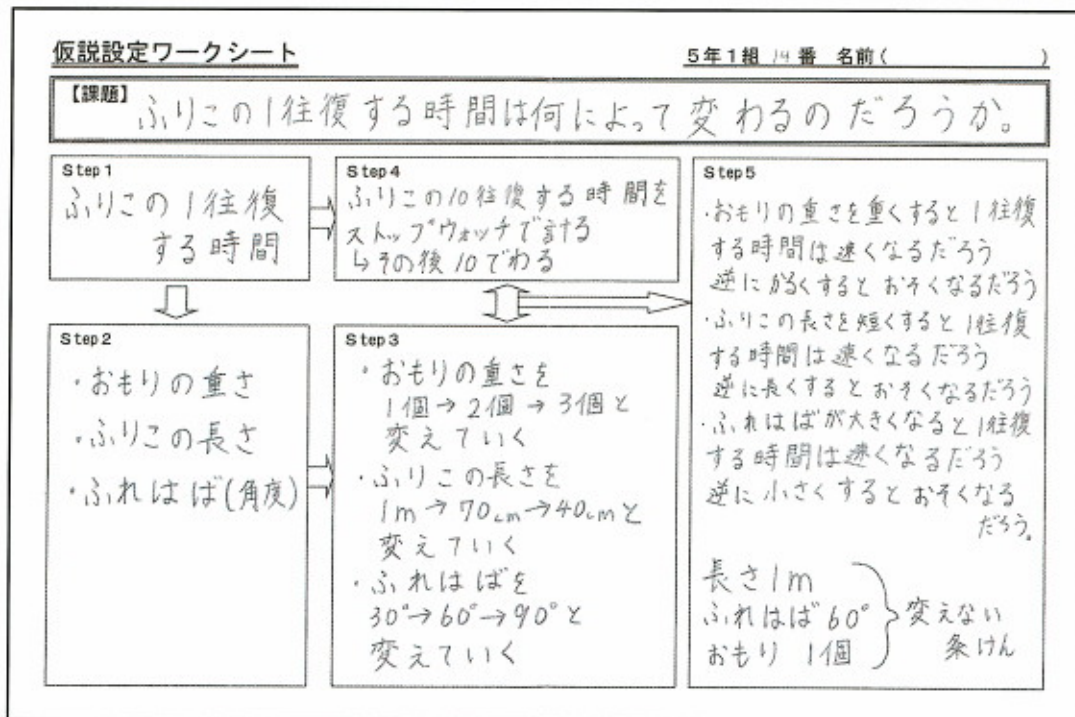 仮説設定ワークシート
5年1組 14番 名前( )
【課題】
ふりこの1往復する時間は何によって変わるのだろうか。
Step1
ふりこの1往復
する時間
Step4
ふりこの10往復する時間を
ストップウォッチで計る
↳その後10でわる
Step2
・おもりの重さ
・ふりこの長さ
・ふれはば(角度)
Step3
・おもりの重さを
1個→2個→3個と
変えていく
・ふりこの長さを
1m→70cm→40cmと
変えていく
・ふれはばを
30°→60°→90°と
変えていく
Step5
・おもりの重さを重くすると1往復
する時間は速くなるだろう
逆にかるくするとおそくなるだろう
・ふりこの長さを短くすると1往復
する時間は速くなるだろう
逆に長くするとおそくなるだろう
・ふれはばが大きくなると1往復
する時間は速くなるだろう
逆に小さくするとおそくなる
だろう。
長さ1m
ふれはば60°
おもり 1個
変えない
条けん